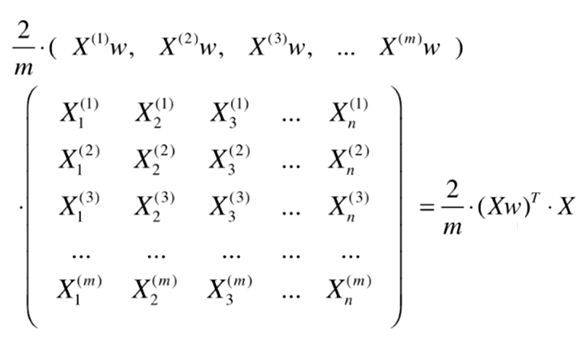 2/m · ( X^(1)w, X^(2)w, X^(3)w, ... X^(m)w )
X_1^(1) X_2^(1) X_3^(1) ... X_n^(1)
X_1^(2) X_2^(2) X_3^(2) ... X_n^(2)
· ( X_1^(3) X_2^(3) X_3^(3) ... X_n^(3) ) = 2/m · (Xw)^T · X
... ... ... ... ...
X_1^(m) X_2^(m) X_3^(m) ... X_n^(m)